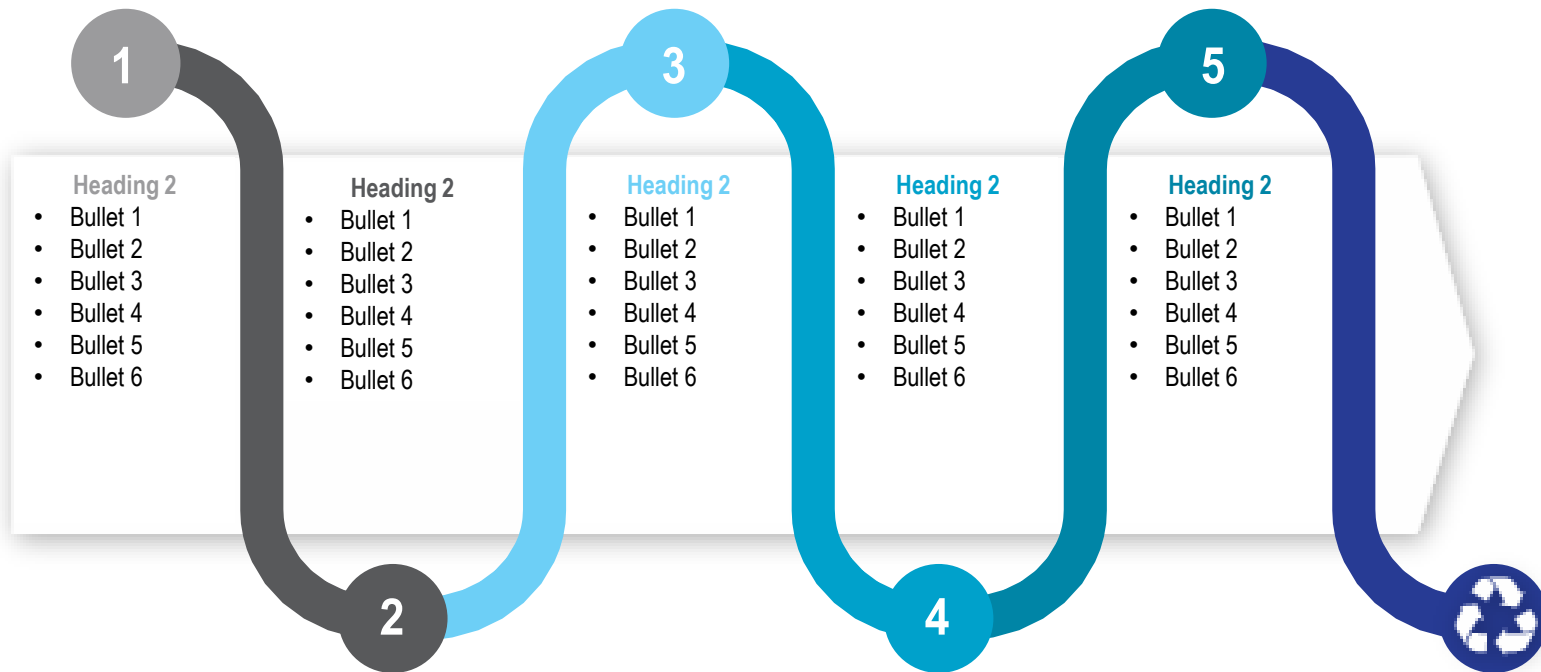 1
3
5
Heading 2
• Bullet 1
• Bullet 2
• Bullet 3
• Bullet 4
• Bullet 5
• Bullet 6
Heading 2
• Bullet 1
• Bullet 2
• Bullet 3
• Bullet 4
• Bullet 5
• Bullet 6
Heading 2
• Bullet 1
• Bullet 2
• Bullet 3
• Bullet 4
• Bullet 5
• Bullet 6
Heading 2
• Bullet 1
• Bullet 2
• Bullet 3
• Bullet 4
• Bullet 5
• Bullet 6
Heading 2
• Bullet 1
• Bullet 2
• Bullet 3
• Bullet 4
• Bullet 5
• Bullet 6
2
4